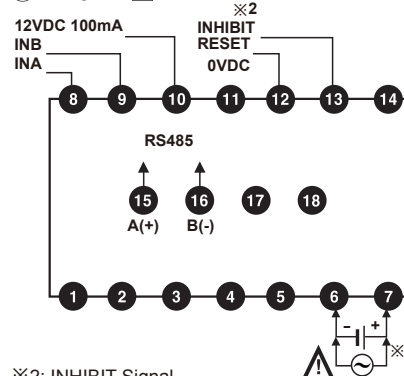 ※2
12VDC 100mA
INHIBIT
INB
RESET
INA
0VDC
8 9 10 11 12 13 14
RS485
15 16 17 18
A(+) B(-)
1 2 3 4 5 6 7
- +
※
※2: INHIBIT Signal